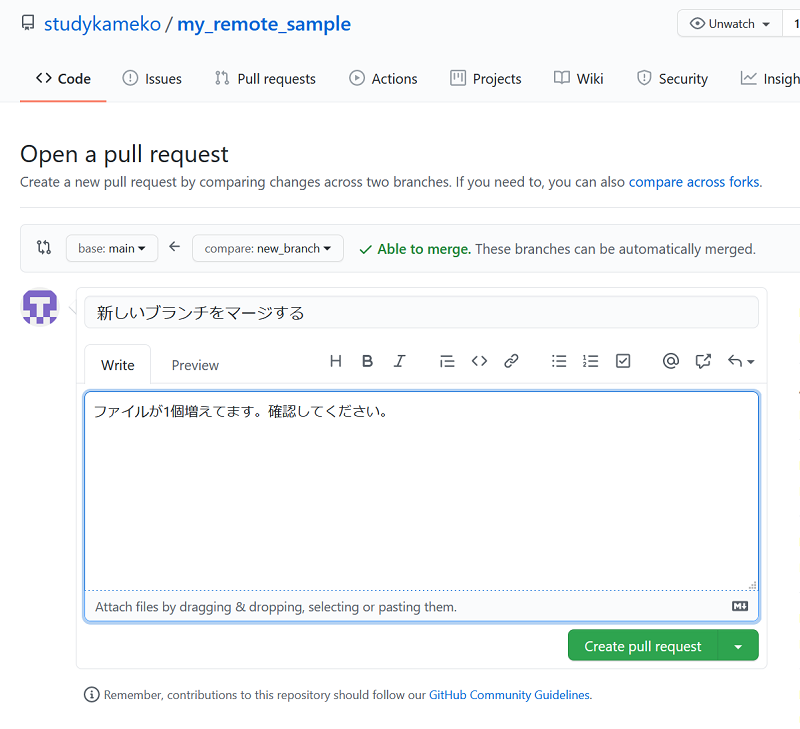 studykameko / my_remote_sample
Unwatch
1
Code
Issues
Pull requests
Actions
Projects
Wiki
Security
Insigh
Open a pull request
Create a new pull request by comparing changes across two branches. If you need to, you can also compare across forks.
base: main
compare: new_branch
Able to merge. These branches can be automatically merged.
新しいブランチをマージする
Write
Preview
ファイルが1個増えてます。確認してください。
Attach files by dragging & dropping, selecting or pasting them.
Create pull request
Remember, contributions to this repository should follow our GitHub Community Guidelines.